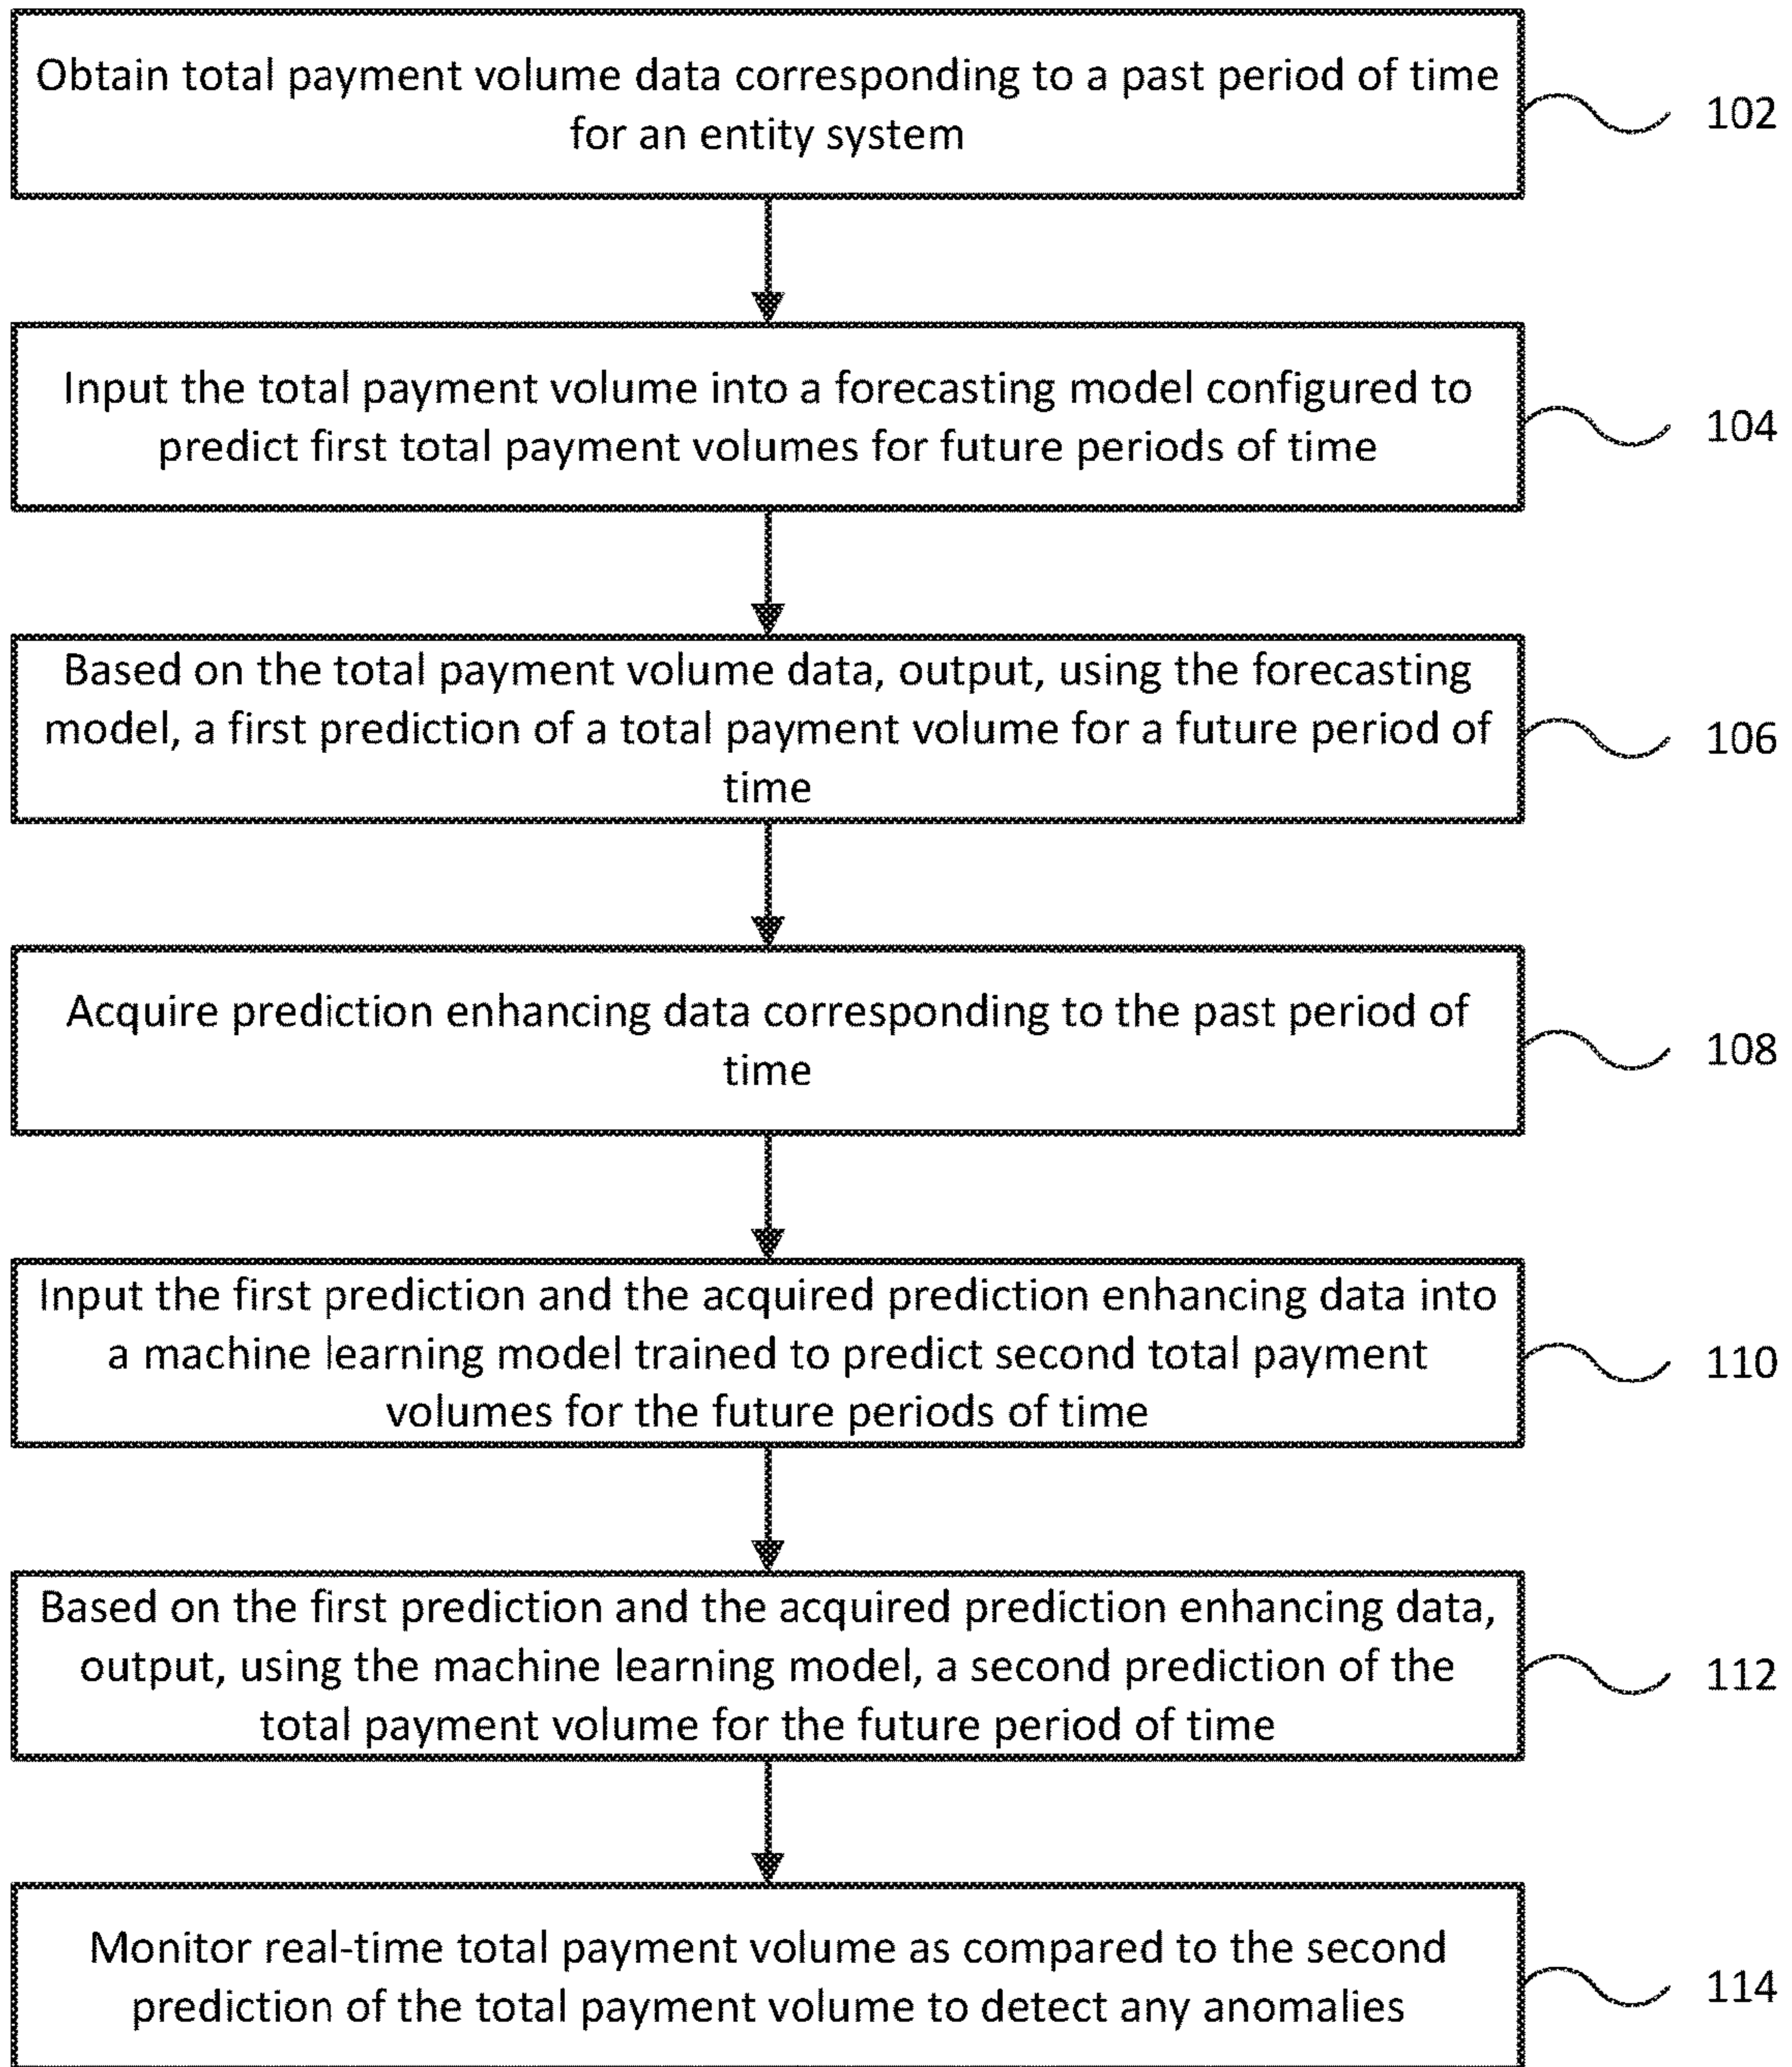 Obtain total payment volume data corresponding to a past period of time
for an entity system
102
Input the total payment volume into a forecasting model configured to
predict first total payment volumes for future periods of time
104
Based on the total payment volume data, output, using the forecasting
model, a first prediction of a total payment volume for a future period of
time
106
Acquire prediction enhancing data corresponding to the past period of
time
108
Input the first prediction and the acquired prediction enhancing data into
a machine learning model trained to predict second total payment
volumes for the future periods of time
110
Based on the first prediction and the acquired prediction enhancing data,
output, using the machine learning model, a second prediction of the
total payment volume for the future period of time
112
Monitor real-time total payment volume as compared to the second
prediction of the total payment volume to detect any anomalies
114